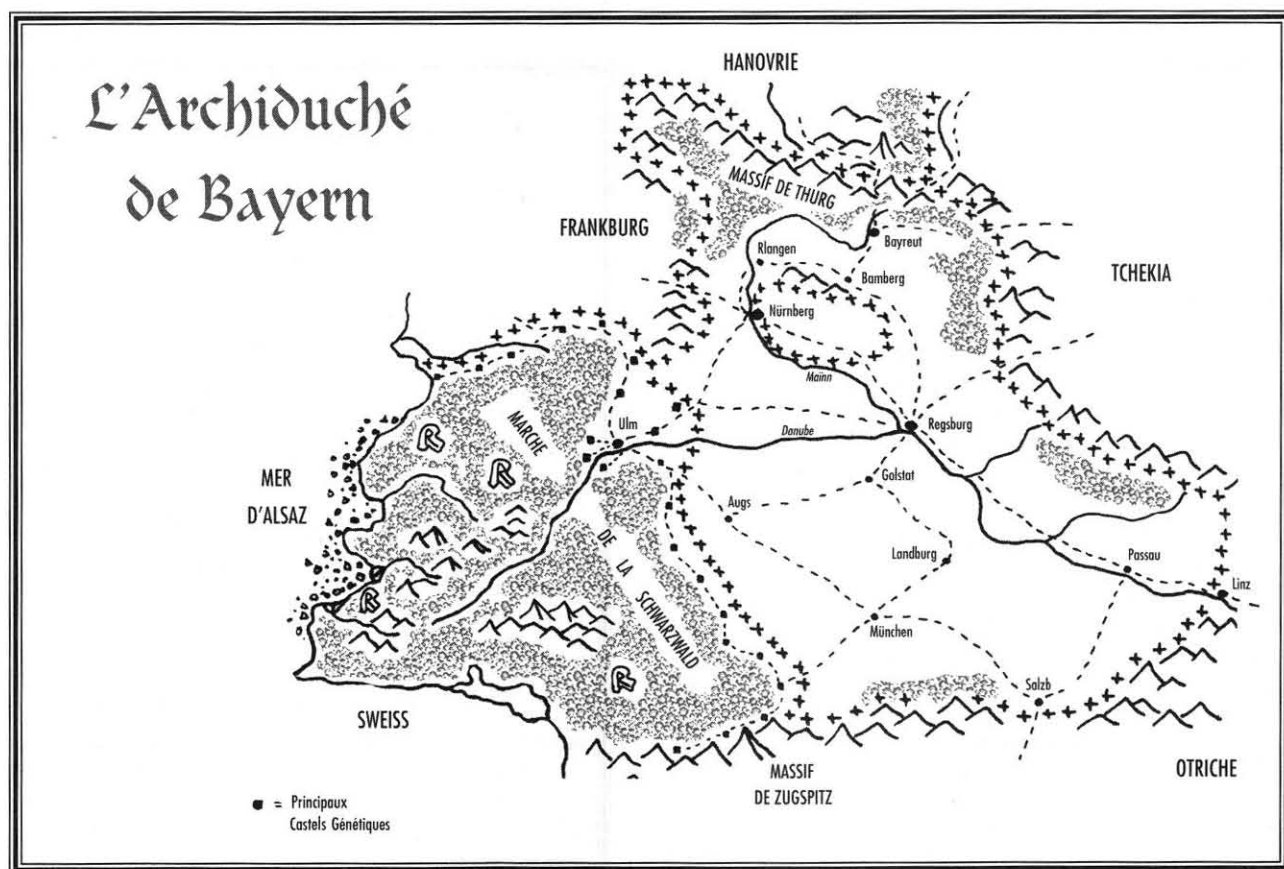 L'Archiduché
de Bayern
HANOVRIE
MASSIF DE THURG
FRANKBURG
Bayreut
Rlangen
Bamberg
TCHEKIA
Nürnberg
Maïnn
MARCHE
Ulm
Danube
Regsburg
R
R
MER
D'ALSAZ
Golstat
Augs
DE LA
SCHWARZWALD
Landburg
Passau
Linz
R
München
R
Salzb
SWEISS
MASSIF
DE ZUGSPITZ
OTRICHE
= Principaux
Castels Génétiques